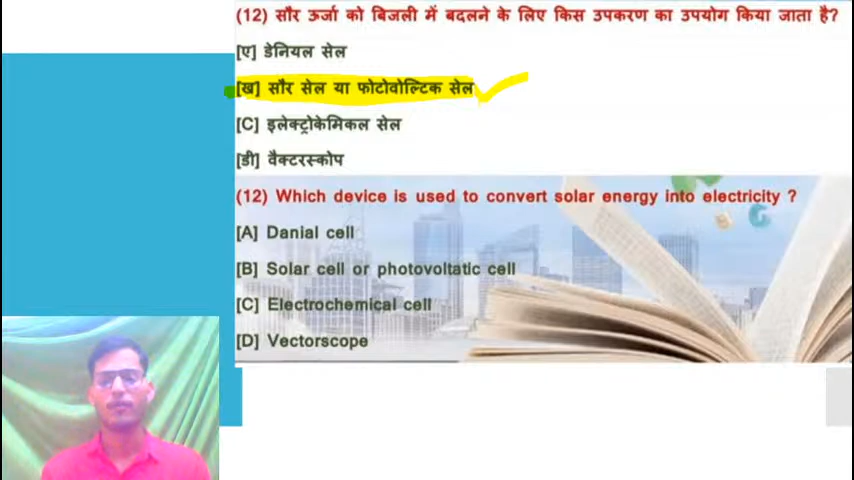 (12) सौर ऊर्जा को बिजली में बदलने के लिए किस उपकरण का उपयोग किया जाता है?
[ए] डेनियल सेल
[ख] सौर सेल या फोटोवोल्टिक सेल
[C] इलेक्ट्रोकेमिकल सेल
[डी] वैक्टरस्कोप
(12) Which device is used to convert solar energy into electricity ?
[A] Danial cell
[B] Solar cell or photovoltatic cell
[C] Electrochemical cell
[D] Vectorscope